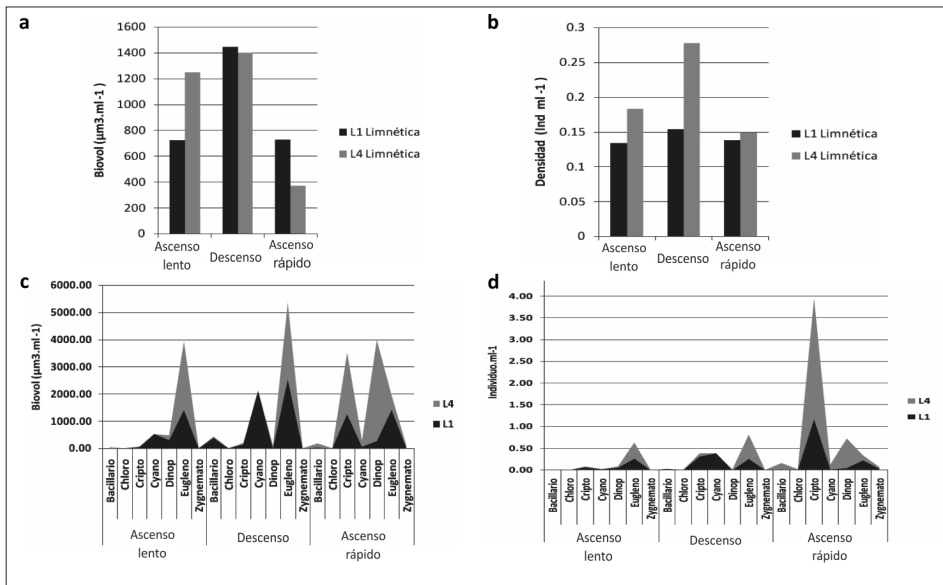 a
1600
1400
1200
1000
800
600
400
200
0
Biovol (µm3.ml-1)
Ascenso
lento
Descenso
Ascenso
rápido
L1 Limnética
L4 Limnética
b
0.3
0.25
0.2
0.15
0.1
0.05
0
Densidad (Ind ml -1)
Ascenso
lento
Descenso
Ascenso
rápido
L1 Limnética
L4 Limnética
c
6000.00
5000.00
4000.00
3000.00
2000.00
1000.00
0.00
Biovol (µm3.ml-1)
Bacillario
Chloro
Cripto
Cyano
Dinop
Eugleno
Zygnemato
Bacillario
Chloro
Cripto
Cyano
Dinop
Eugleno
Zygnemato
Bacillario
Chloro
Cripto
Cyano
Dinop
Eugleno
Zygnemato
Ascenso
lento
Descenso
Ascenso
rápido
L4
L1
d
4.00
3.50
3.00
2.50
2.00
1.50
1.00
0.50
0.00
Individuo.ml-1
Bacillario
Chloro
Cripto
Cyano
Dinop
Eugleno
Zygnemato
Bacillario
Chloro
Cripto
Cyano
Dinop
Eugleno
Zygnemato
Bacillario
Chloro
Cripto
Cyano
Dinop
Eugleno
Zygnemato
Ascenso
lento
Descenso
Ascenso
rápido
L4
L1